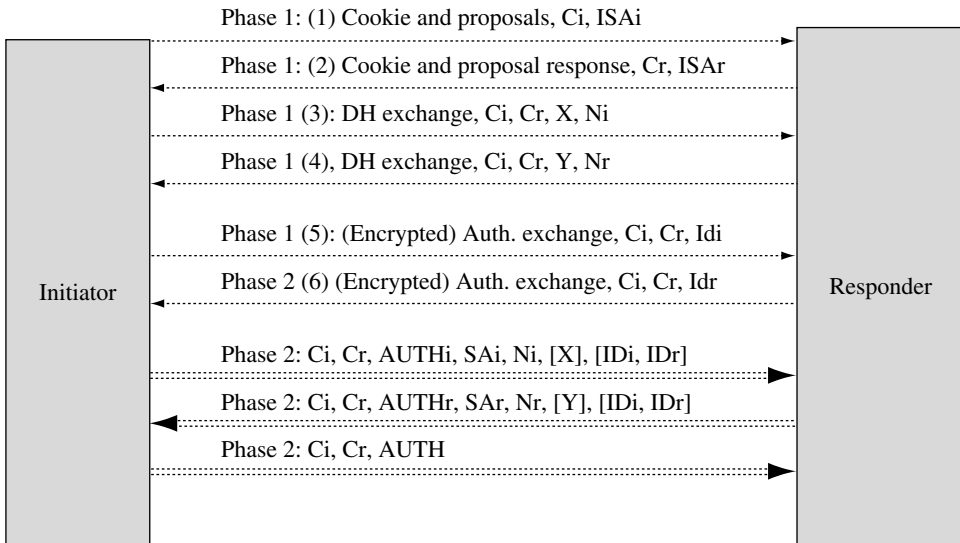 Phase 1: (1) Cookie and proposals, Ci, ISAi
Phase 1: (2) Cookie and proposal response, Cr, ISAr
Phase 1 (3): DH exchange, Ci, Cr, X, Ni
Phase 1 (4), DH exchange, Ci, Cr, Y, Nr
Phase 1 (5): (Encrypted) Auth. exchange, Ci, Cr, Idi
Phase 2 (6) (Encrypted) Auth. exchange, Ci, Cr, Idr
Initiator
Responder
Phase 2: Ci, Cr, AUTHi, SAi, Ni, [X], [IDi, IDr]
Phase 2: Ci, Cr, AUTHr, SAr, Nr, [Y], [IDi, IDr]
Phase 2: Ci, Cr, AUTH